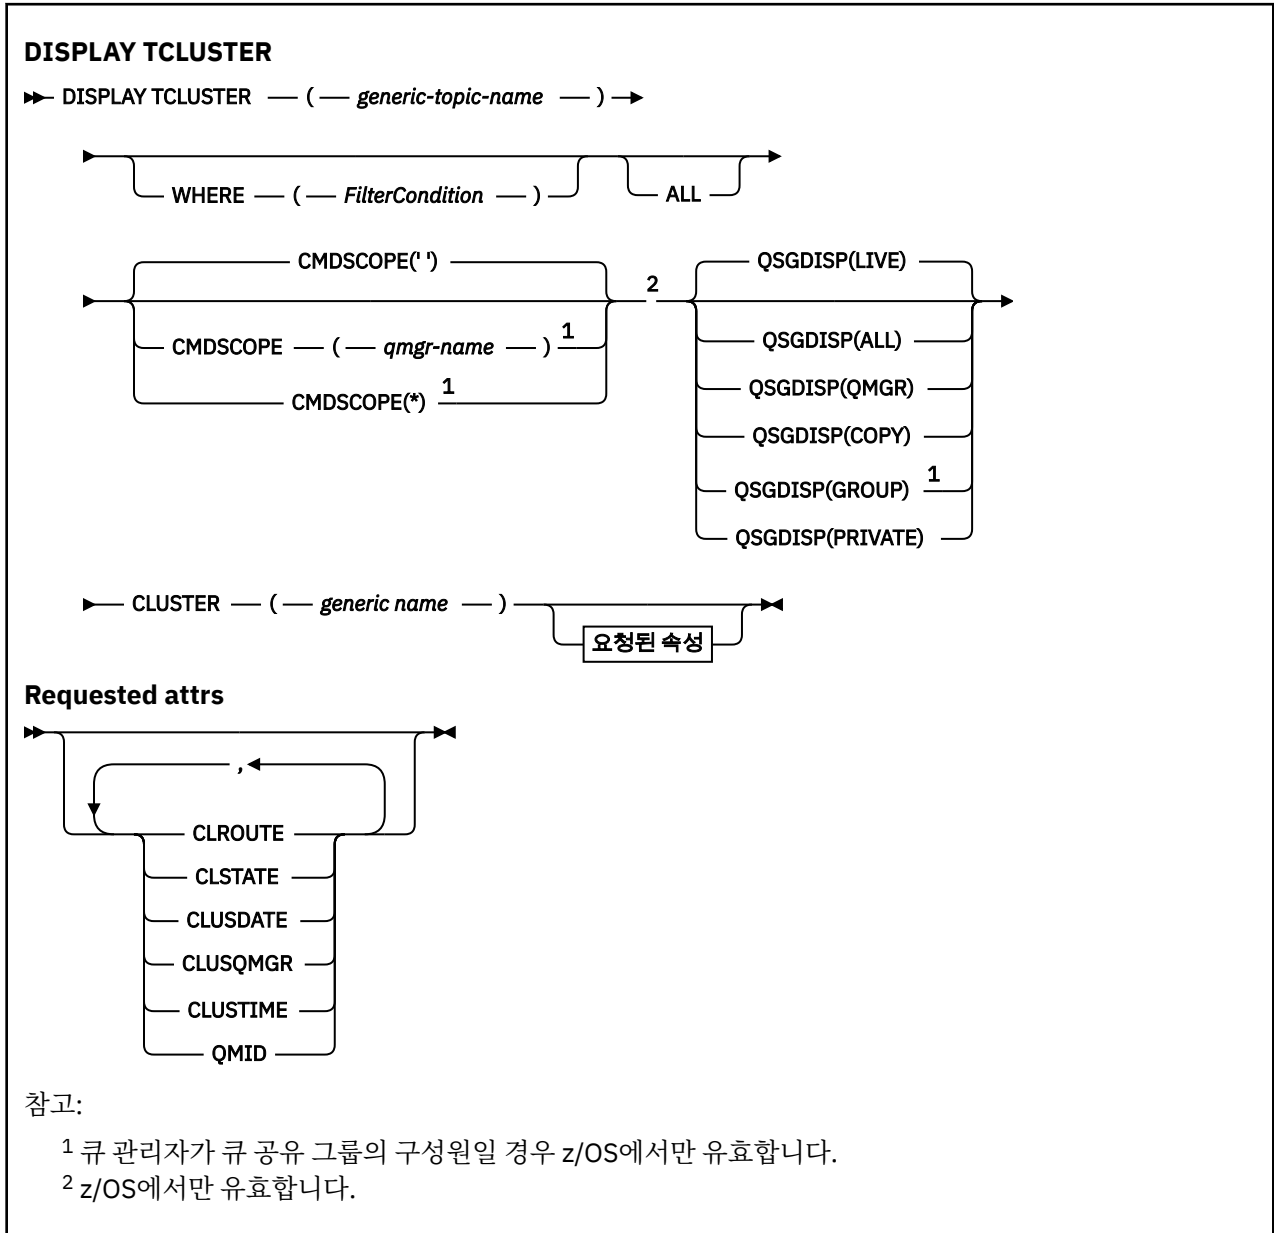 DISPLAY TCLUSTER
DISPLAY TCLUSTER ( generic-topic-name )
WHERE ( FilterCondition ) ALL
CMDSCOPE(' ') 2 QSGDISP(LIVE)
CMDSCOPE ( qmgr-name ) 1 QSGDISP(ALL)
CMDSCOPE(*) 1 QSGDISP(QMGR)
QSGDISP(COPY)
QSGDISP(GROUP) 1
QSGDISP(PRIVATE)
CLUSTER ( generic name )
요청된 속성
Requested attrs
,
CLROUTE
CLSTATE
CLUSDATE
CLUSQMGR
CLUSTIME
QMID
참고:
1 큐 관리자가 큐 공유 그룹의 구성원일 경우 z/OS에서만 유효합니다.
2 z/OS에서만 유효합니다.